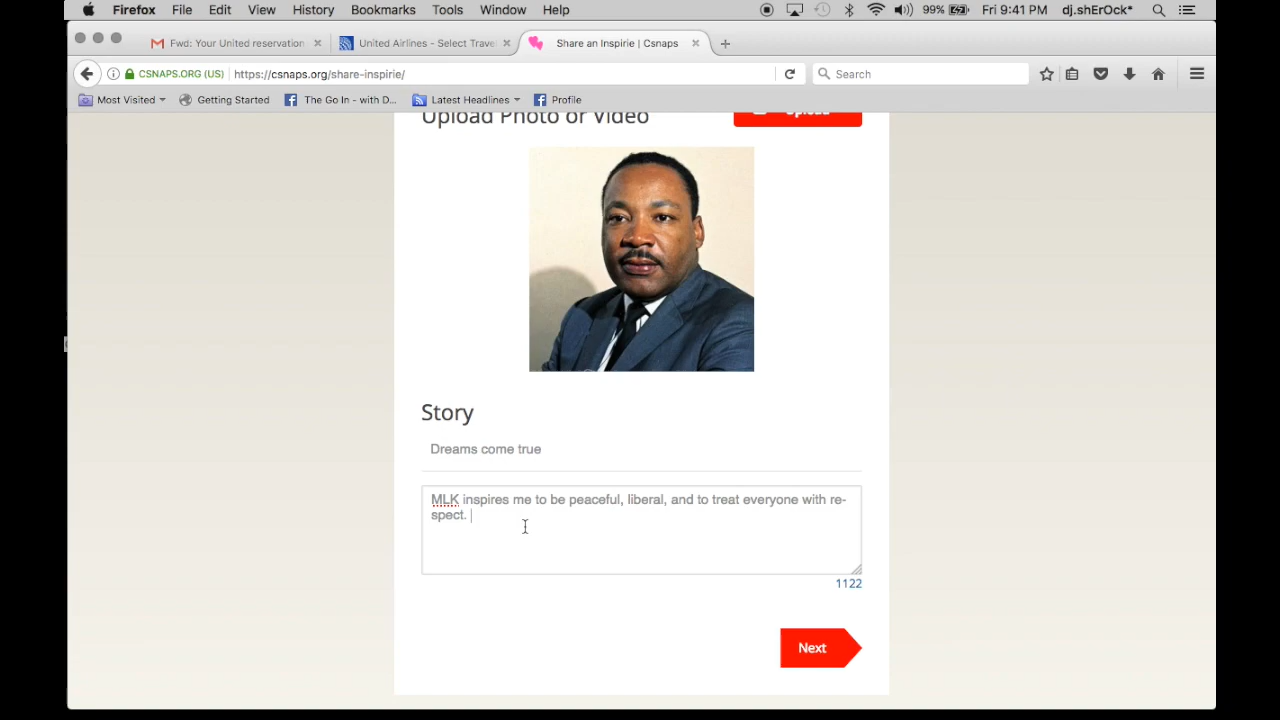 Firefox File Edit View History Bookmarks Tools Window Help 99% Fri 9:41 PM dj.shErOck*
Fwd: Your United reservation × United Airlines - Select Trave × Share an Inspirie | Csnaps × +
CSNAPS.ORG (US) https://csnaps.org/share-inspirie/ Search
Most Visited Getting Started The Go In - with D... Latest Headlines Profile
Upload Photo or Video Upload
Story
Dreams come true
MLK inspires me to be peaceful, liberal, and to treat everyone with re-
spect.
1122
Next